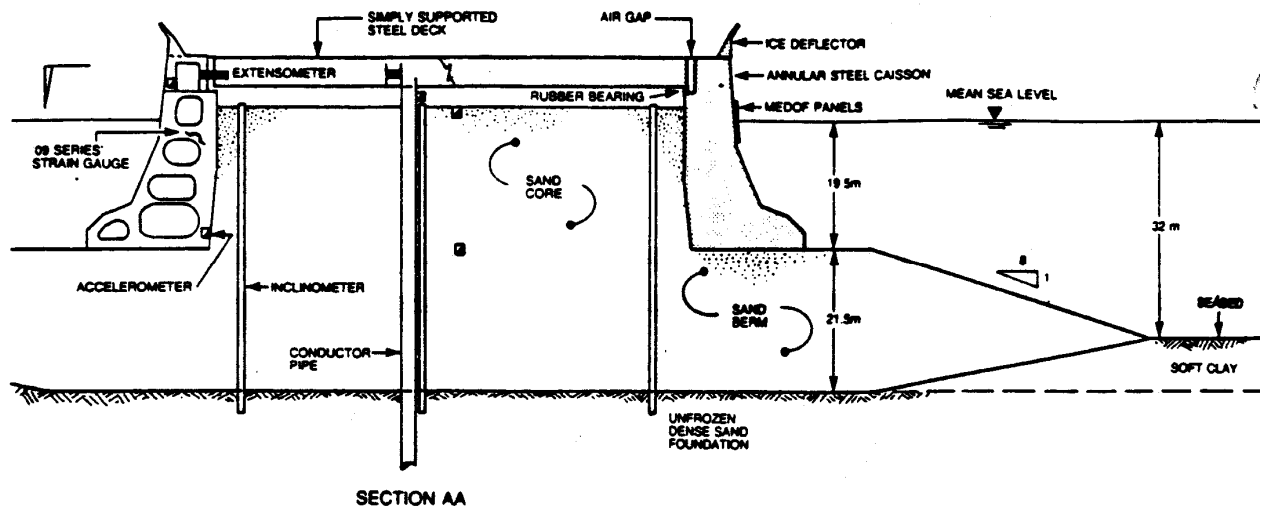 SIMPLY SUPPORTED
STEEL DECK
AIR GAP
ICE DEFLECTOR
EXTENSOMETER
ANNULAR STEEL CAISSON
RUBBER BEARING
MEDOF PANELS
MEAN SEA LEVEL
09 SERIES'
STRAIN GAUGE
SAND
CORE
19.5m
32 m
8
1
ACCELEROMETER
INCLINOMETER
SAND
BERM
21.5m
SEABED
CONDUCTOR
PIPE
SOFT CLAY
UNFROZEN
DENSE SAND
FOUNDATION
SECTION AA